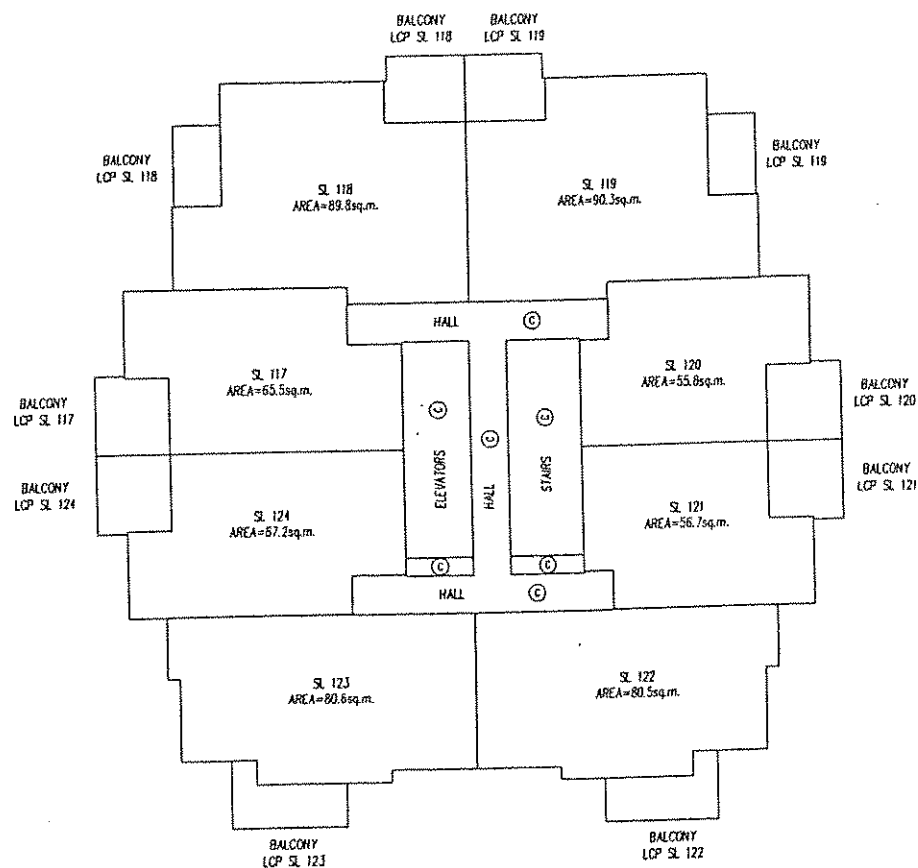 BALCONY
LCP SL 118
BALCONY
LCP SL 119
BALCONY
LCP SL 118
BALCONY
LCP SL 119
SL 118
AREA=89.8sq.m.
SL 119
AREA=90.3sq.m.
HALL
C
SL 117
AREA=65.5sq.m.
SL 120
AREA=55.8sq.m.
BALCONY
LCP SL 117
BALCONY
LCP SL 120
C
C
C
ELEVATORS
HALL
STAIRS
BALCONY
LCP SL 124
BALCONY
LCP SL 121
SL 124
AREA=67.2sq.m.
SL 121
AREA=56.7sq.m.
C
C
HALL
C
SL 123
AREA=80.6sq.m.
SL 122
AREA=80.5sq.m.
BALCONY
LCP SL 123
BALCONY
LCP SL 122